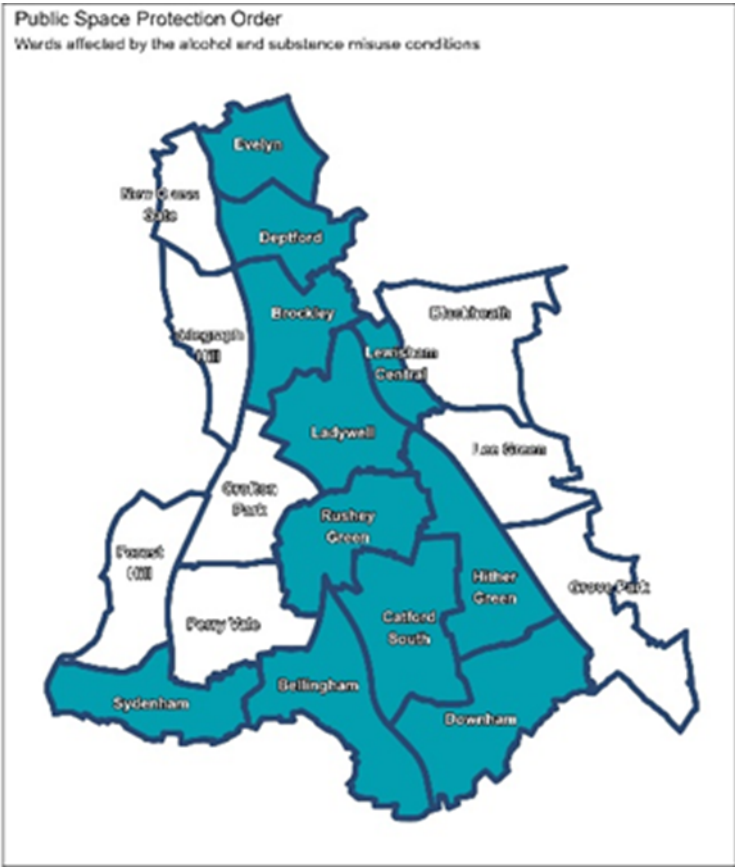 Public Space Protection Order
Wards affected by the alcohol and substance misuse conditions
Evelyn
New Cross
Gate
Deptford
Brockley
Blackheath
Telegraph
Hill
Lewisham
Central
Ladywell
Lee Green
Crofton
Park
Rushey
Green
Forest
Hill
Hither
Green
Grove Park
Catford
South
Perry Vale
Bellingham
Sydenham
Downham